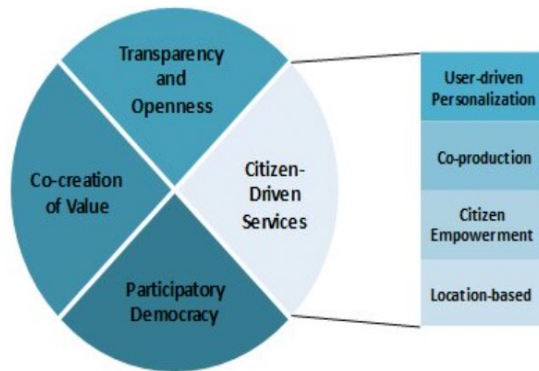 Transparency
and
Openness
Co-creation
of Value
Citizen-
Driven
Services
Participatory
Democracy
User-driven
Personalization
Co-production
Citizen
Empowerment
Location-based